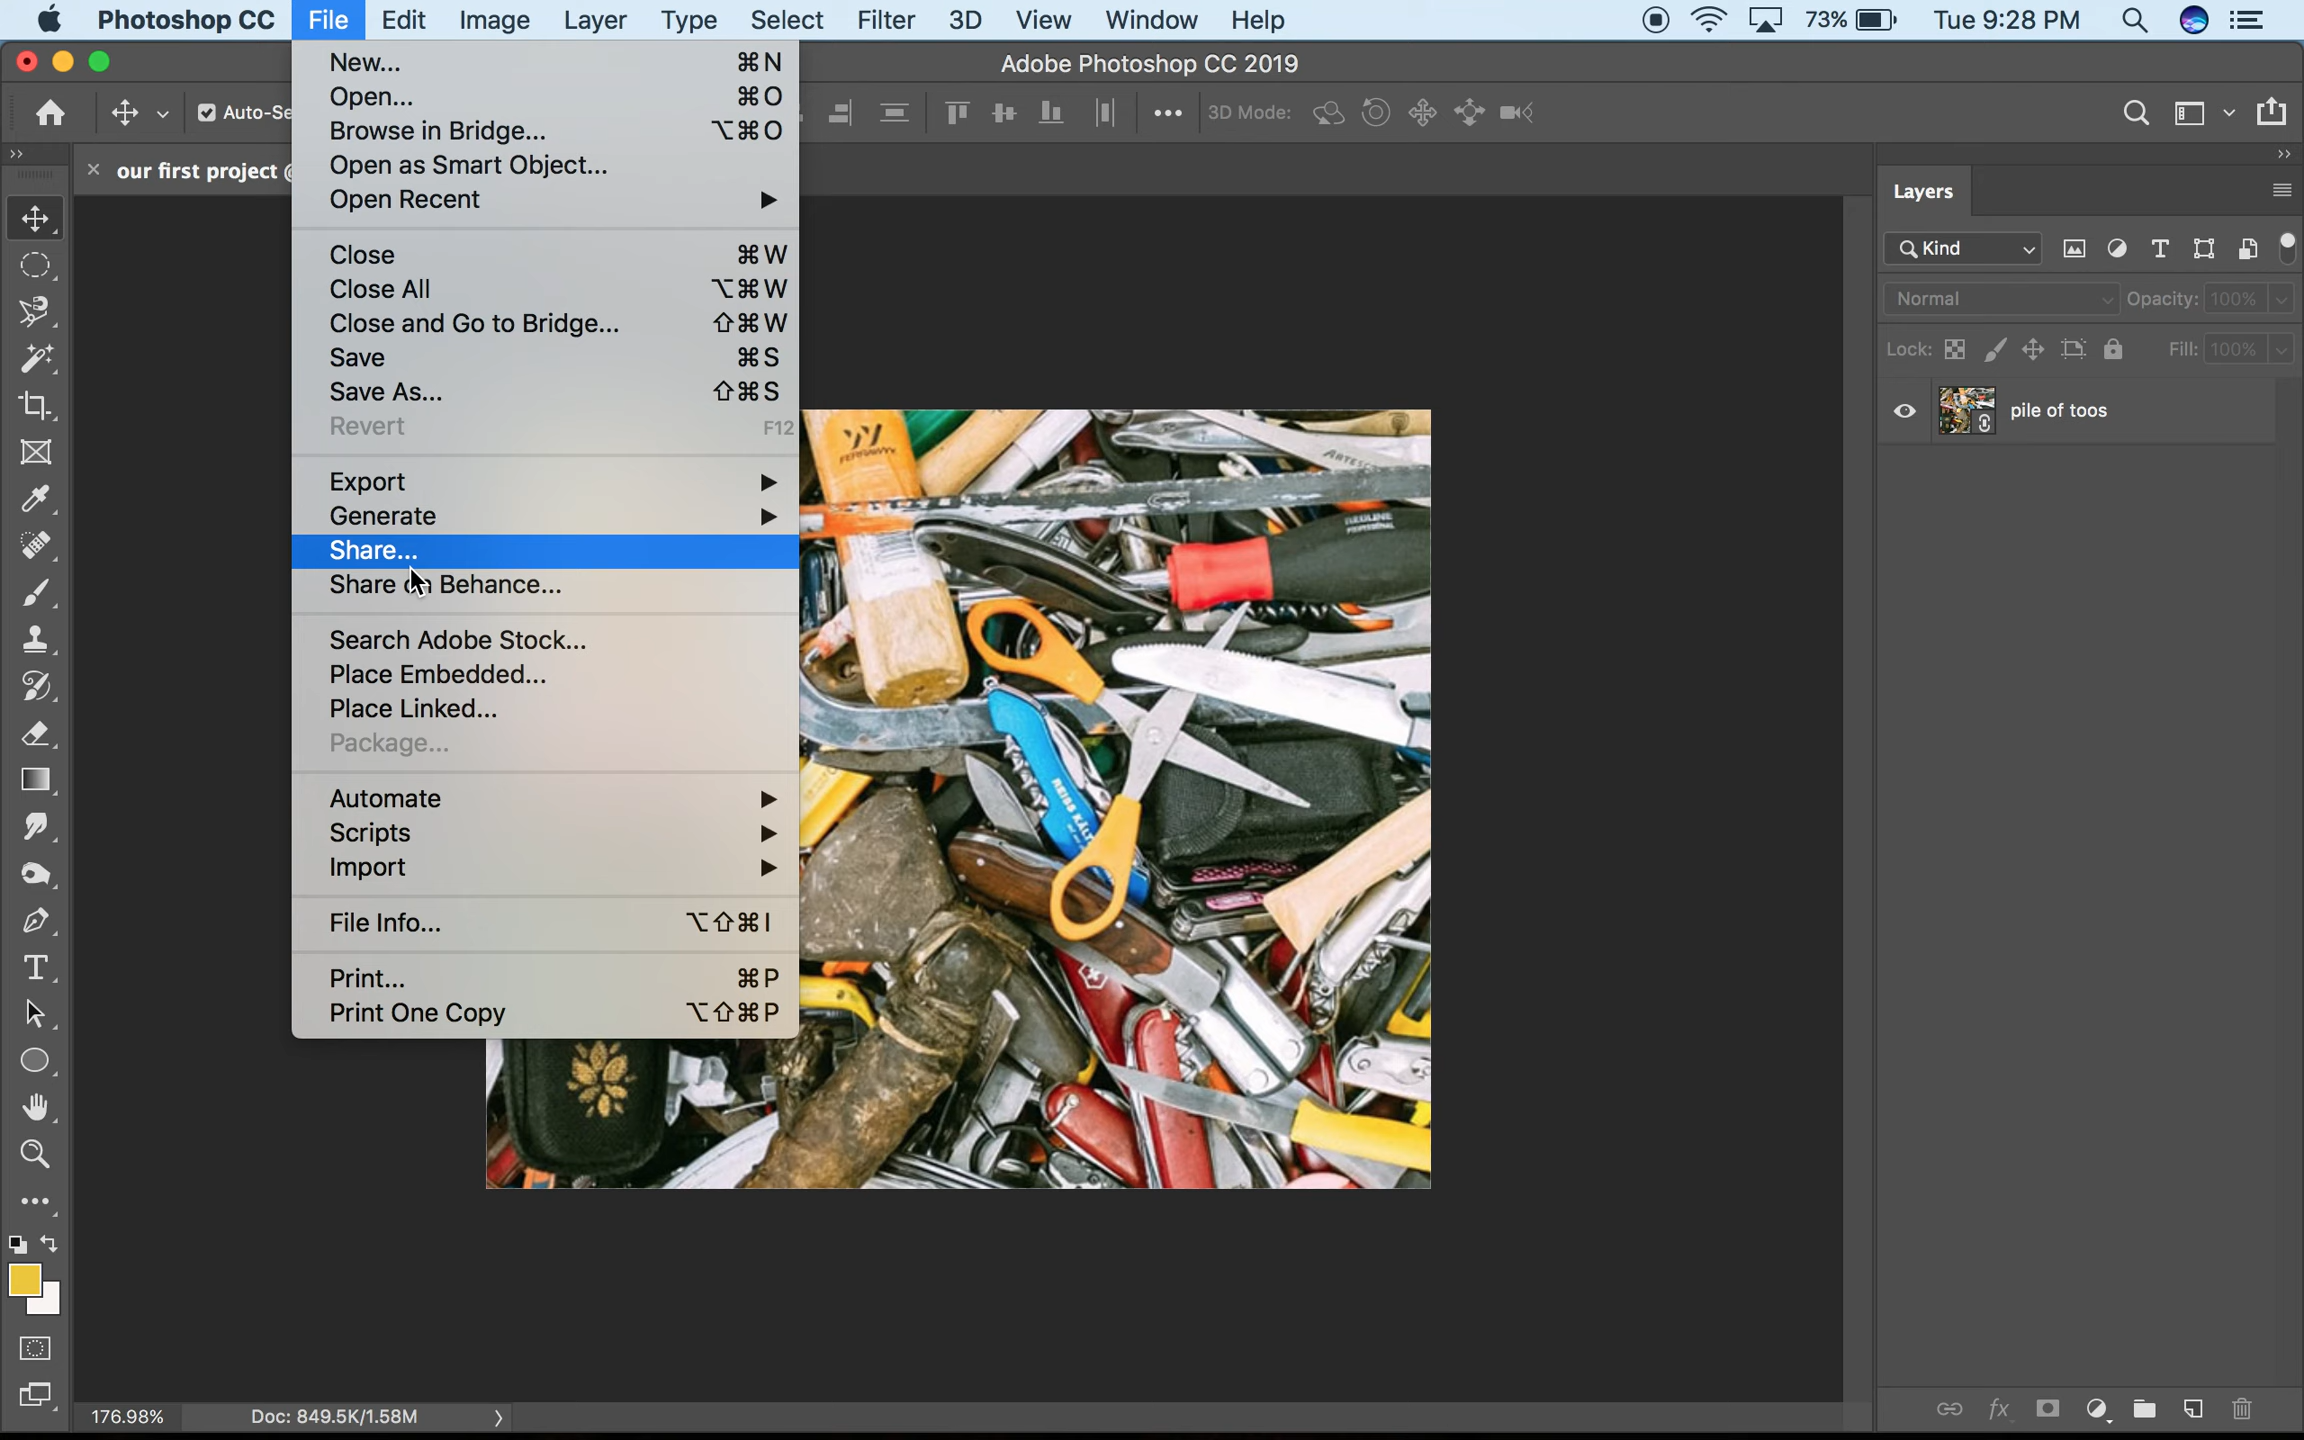 Photoshop CC File Edit Image Layer Type Select Filter 3D View Window Help 73% Tue 9:28 PM
Adobe Photoshop CC 2019
Auto-Se 3D Mode:
× our first project @
New... ⌘N
Open... ⌘O
Browse in Bridge... ⌥⌘O
Open as Smart Object...
Open Recent ▶
Close ⌘W
Close All ⌥⌘W
Close and Go to Bridge... ⇧⌘W
Save ⌘S
Save As... ⇧⌘S
Revert F12
Export ▶
Generate ▶
Share...
Share on Behance...
Search Adobe Stock...
Place Embedded...
Place Linked...
Package...
Automate ▶
Scripts ▶
Import ▶
File Info... ⌥⇧⌘I
Print... ⌘P
Print One Copy ⌥⇧⌘P
Layers
Kind
Normal Opacity: 100%
Lock: Fill: 100%
pile of toos
REISS KÄLT
176.98% Doc: 849.5K/1.58M